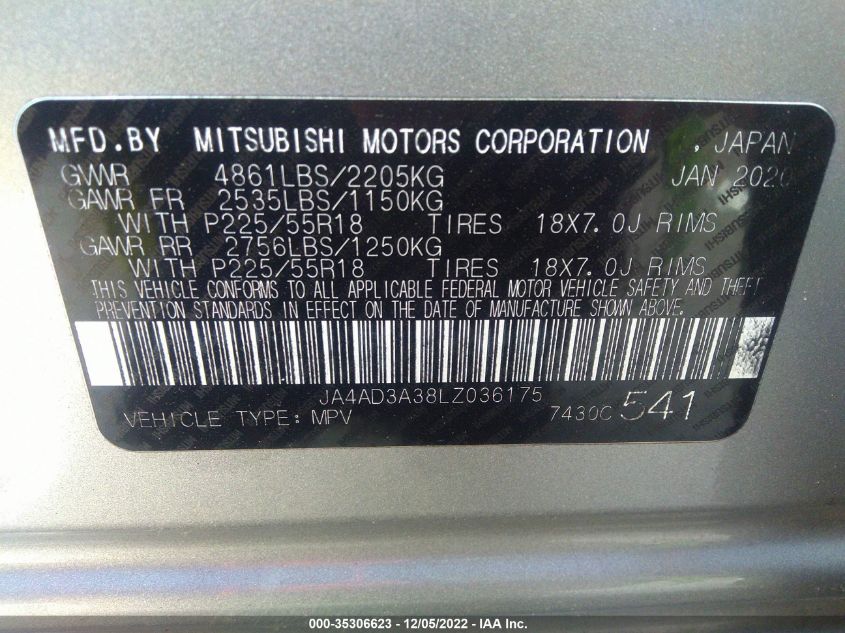 MFD.BY MITSUBISHI MOTORS CORPORATION , JAPAN
GVWR 4861LBS/2205KG JAN 2020
GAWR FR 2535LBS/1150KG
WITH P225/55R18 TIRES 18X7.0J RIMS
GAWR RR 2756LBS/1250KG
WITH P225/55R18 TIRES 18X7.0J RIMS
THIS VEHICLE CONFORMS TO ALL APPLICABLE FEDERAL MOTOR VEHICLE SAFETY AND THEFT
PREVENTION STANDARDS IN EFFECT ON THE DATE OF MANUFACTURE SHOWN ABOVE.
JA4AD3A38LZ036175
VEHICLE TYPE: MPV 7430C 541
000-35306623 - 12/05/2022 - IAA Inc.